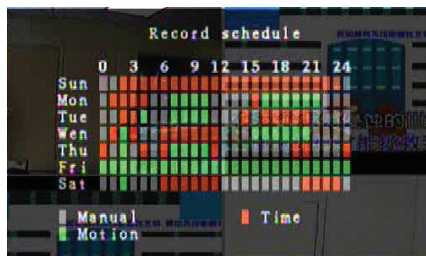 Record schedule
0 3 6 9 12 15 18 21 24
Sun
Mon
Tue
Wen
Thu
Fri
Sat
Manual Time
Motion